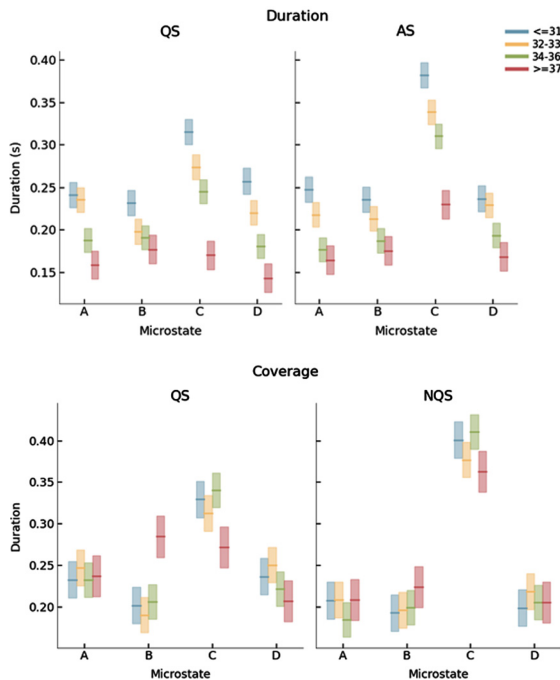 Duration
QS
AS
<=31
32-33
34-36
>=37
0.40
0.35
0.30
0.25
0.20
0.15
Duration (s)
A B C D
A B C D
Microstate
Microstate
Coverage
QS
NQS
0.40
0.35
0.30
0.25
0.20
Duration
A B C D
A B C D
Microstate
Microstate